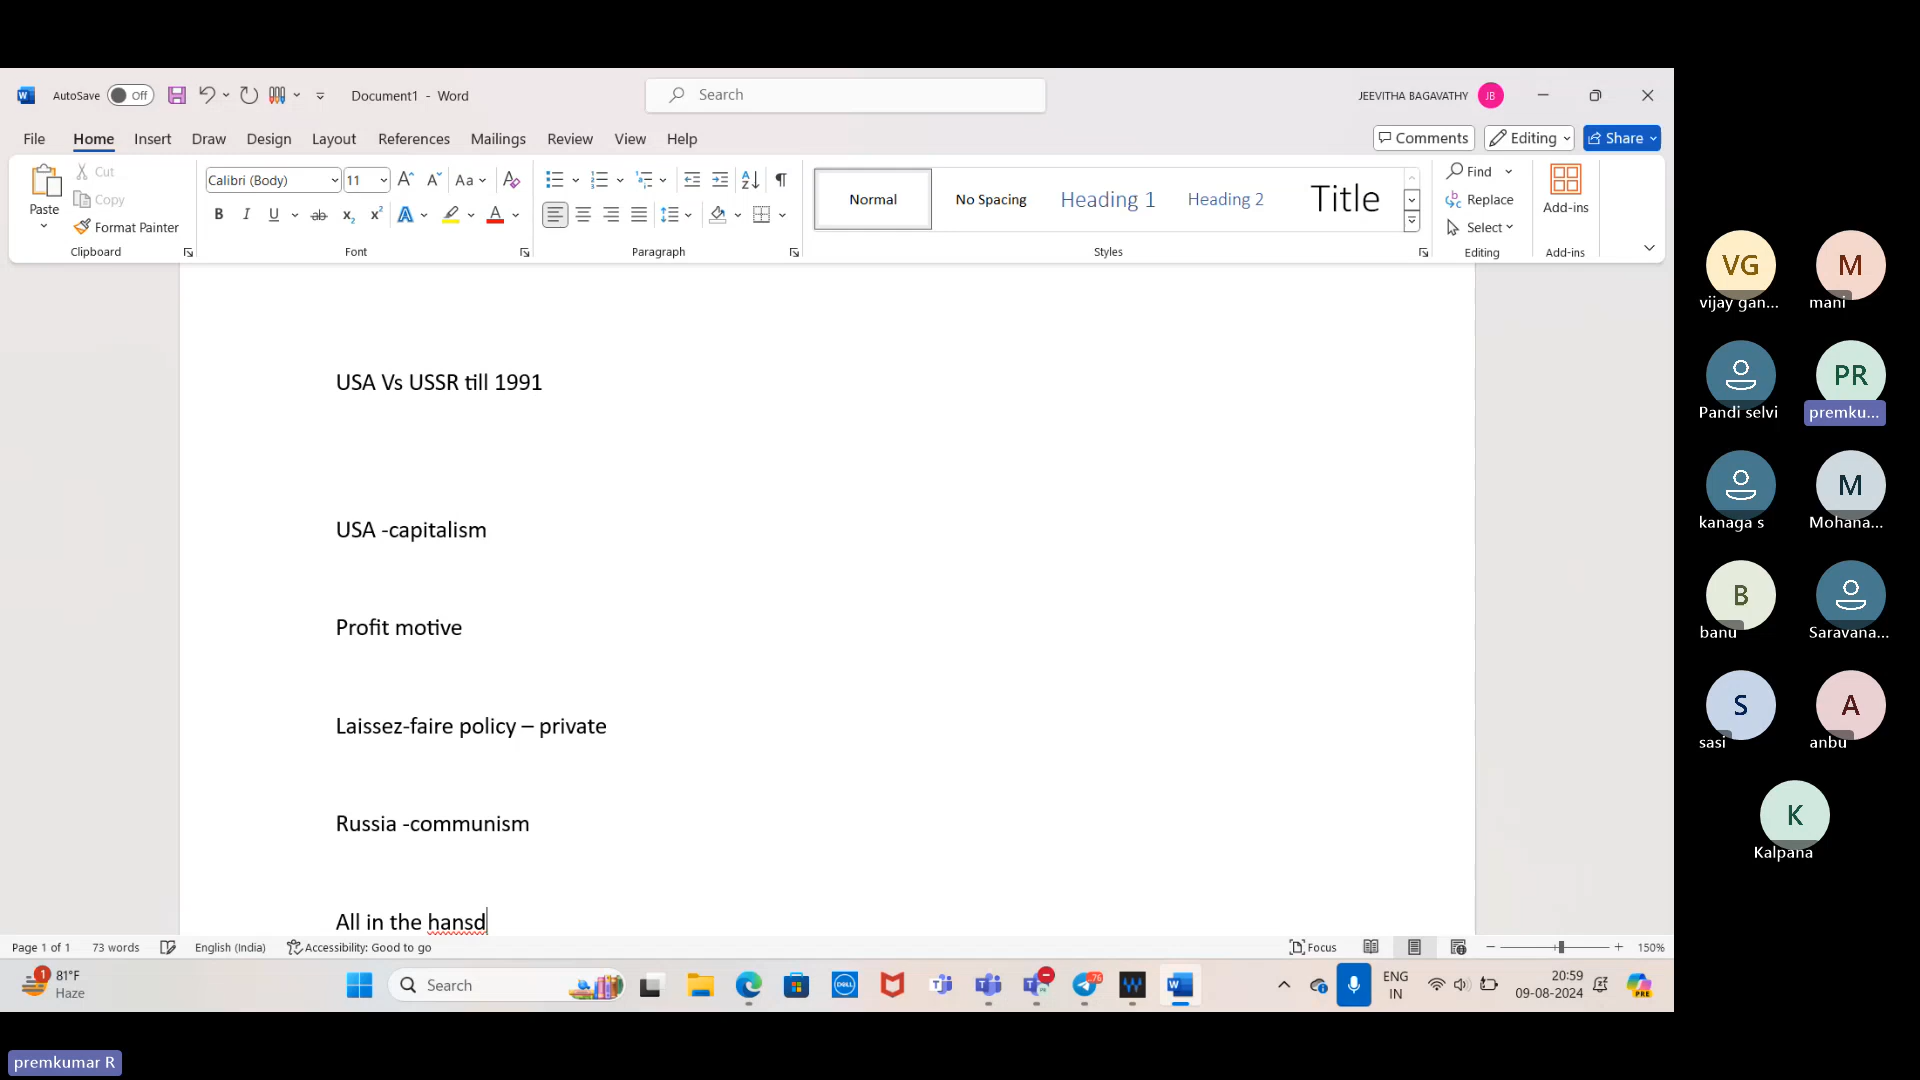 AutoSave Off Document1 - Word Search JEEVITHA BAGAVATHY JB
File Home Insert Draw Design Layout References Mailings Review View Help Comments Editing Share
Paste Cut Copy Format Painter Clipboard
Calibri (Body) 11 Aa Font
Paragraph
Normal No Spacing Heading 1 Heading 2 Title Styles
Find Replace Select Editing
Add-ins Add-ins
USA Vs USSR till 1991
USA -capitalism
Profit motive
Laissez-faire policy – private
Russia -communism
All in the hansd
Page 1 of 1 73 words English (India) Accessibility: Good to go Focus 150%
1 81°F
Haze
Search
ENG
IN
20:59
09-08-2024
VG M
vijay gan... mani
PR
Pandi selvi premku...
M
kanaga s Mohana...
B
banu Saravana...
S A
sasi anbu
K
Kalpana
premkumar R